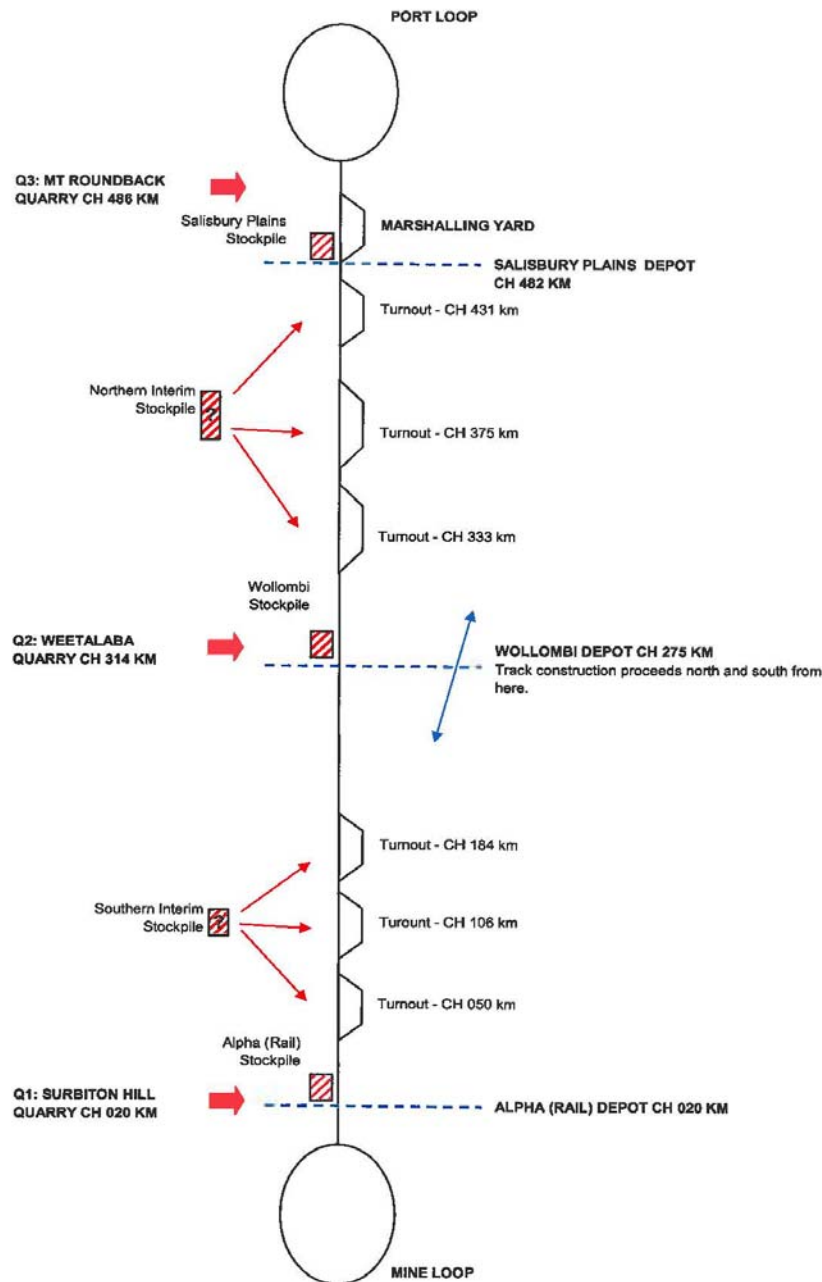 PORT LOOP
Q3: MT ROUNDBACK
QUARRY CH 486 KM
Salisbury Plains
Stockpile
MARSHALLING YARD
SALISBURY PLAINS DEPOT
CH 482 KM
Turnout - CH 431 km
Northern Interim
Stockpile
?
Turnout - CH 375 km
Turnout - CH 333 km
Wollombi
Stockpile
Q2: WEETALABA
QUARRY CH 314 KM
WOLLOMBI DEPOT CH 275 KM
Track construction proceeds north and south from
here.
Turnout - CH 184 km
Southern Interim
Stockpile
?
Turount - CH 106 km
Turnout - CH 050 km
Alpha (Rail)
Stockpile
Q1: SURBITON HILL
QUARRY CH 020 KM
ALPHA (RAIL) DEPOT CH 020 KM
MINE LOOP